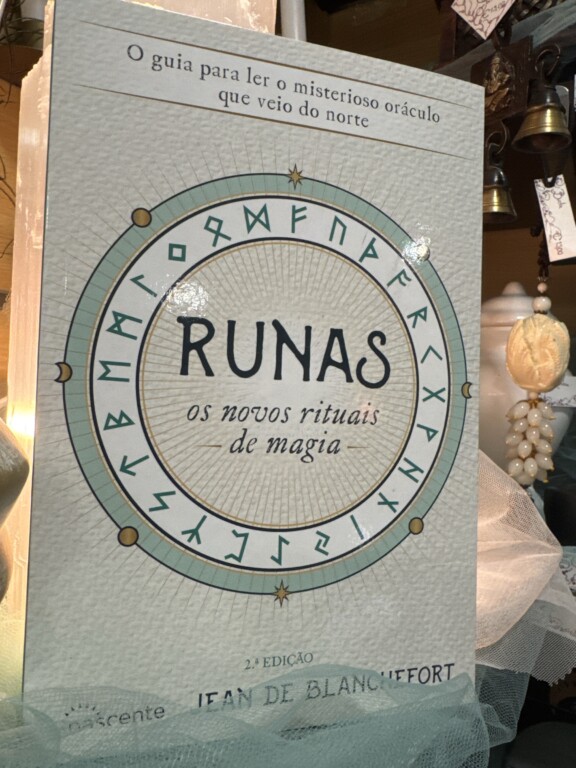 O guia para ler o misterioso oráculo
que veio do norte
RUNAS
os novos rituais
de magia
2.ª EDIÇÃO
JEAN DE BLANCHEFORT
nascente